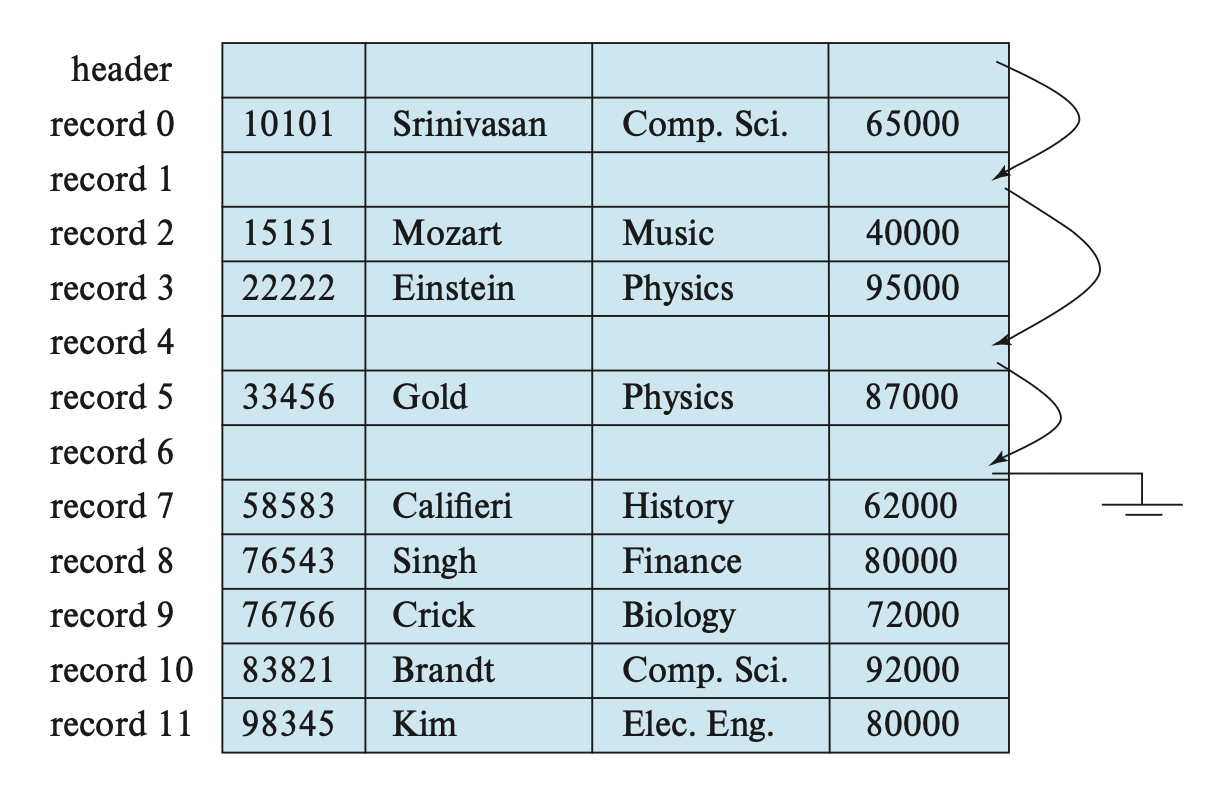 header
record 0 10101 Srinivasan Comp. Sci. 65000
record 1
record 2 15151 Mozart Music 40000
record 3 22222 Einstein Physics 95000
record 4
record 5 33456 Gold Physics 87000
record 6
record 7 58583 Califieri History 62000
record 8 76543 Singh Finance 80000
record 9 76766 Crick Biology 72000
record 10 83821 Brandt Comp. Sci. 92000
record 11 98345 Kim Elec. Eng. 80000